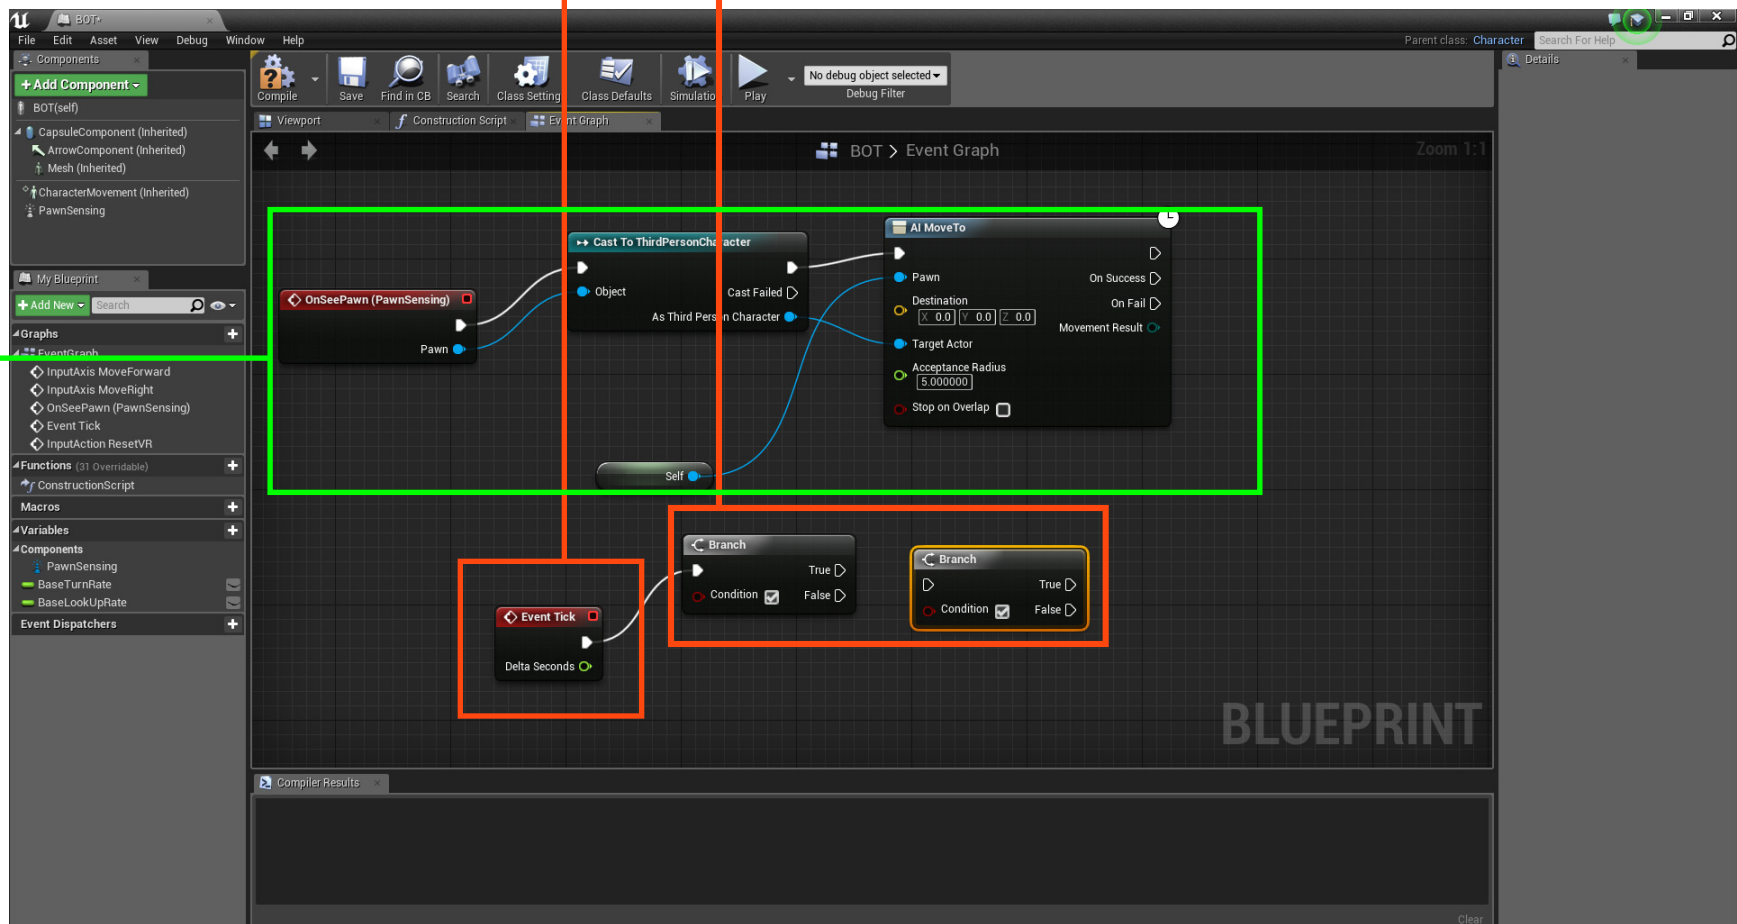 BOT*
File Edit Asset View Debug Window Help
Parent class: Character Search For Help
Components
+Add Component
BOT(self)
CapsuleComponent (Inherited)
ArrowComponent (Inherited)
Mesh (Inherited)
CharacterMovement (Inherited)
PawnSensing
Compile Save Find in CB Search Class Setting Class Defaults Simulation Play
No debug object selected
Debug Filter
Details
Viewport Construction Script Event Graph
BOT > Event Graph
Zoom 1:1
My Blueprint
+Add New Search
Graphs
EventGraph
InputAxis MoveForward
InputAxis MoveRight
OnSeePawn (PawnSensing)
Event Tick
InputAction ResetVR
Functions (31 Overridable)
ConstructionScript
Macros
Variables
Components
PawnSensing
BaseTurnRate
BaseLookUpRate
Event Dispatchers
OnSeePawn (PawnSensing)
Pawn
Cast To ThirdPersonCharacter
Object Cast Failed
As Third Person Character
AI MoveTo
Pawn On Success
Destination On Fail
X 0.0 Y 0.0 Z 0.0
Movement Result
Target Actor
Acceptance Radius
5.000000
Stop on Overlap
Self
Event Tick
Delta Seconds
Branch
True
Condition False
Branch
True
Condition False
BLUEPRINT
Compiler Results
Clear